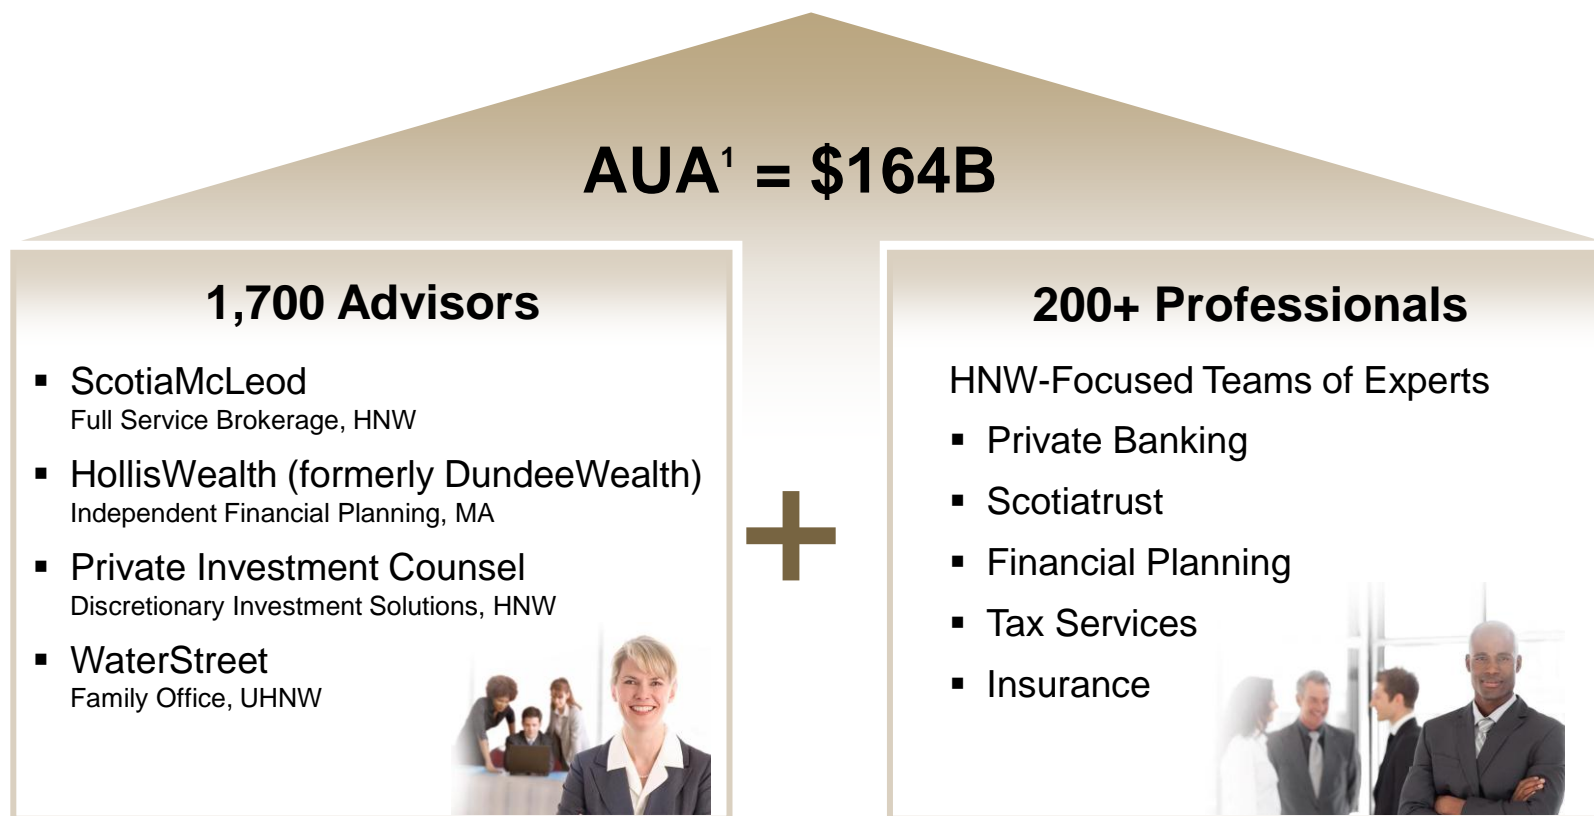 AUA¹ = $164B
1,700 Advisors
▪ ScotiaMcLeod
Full Service Brokerage, HNW
▪ HollisWealth (formerly DundeeWealth)
Independent Financial Planning, MA
▪ Private Investment Counsel
Discretionary Investment Solutions, HNW
▪ WaterStreet
Family Office, UHNW
+
200+ Professionals
HNW-Focused Teams of Experts
▪ Private Banking
▪ Scotiatrust
▪ Financial Planning
▪ Tax Services
▪ Insurance